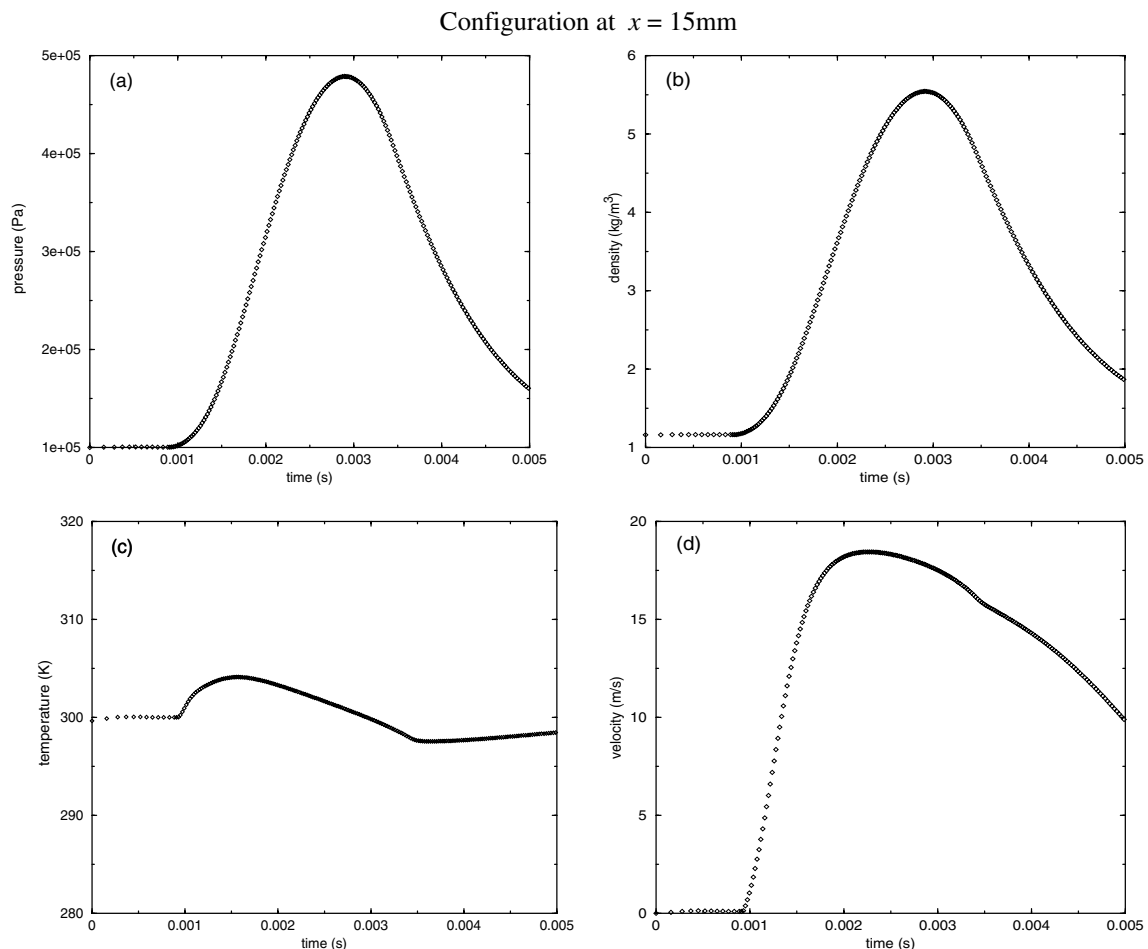 Configuration at x = 15mm
(a)
5e+05
4e+05
3e+05
2e+05
1e+05
pressure (Pa)
0 0.001 0.002 0.003 0.004 0.005
time (s)
(b)
6
5
4
3
2
1
density (kg/m³)
0 0.001 0.002 0.003 0.004 0.005
time (s)
(c)
320
310
300
290
280
temperature (K)
0 0.001 0.002 0.003 0.004 0.005
time (s)
(d)
20
15
10
5
0
velocity (m/s)
0 0.001 0.002 0.003 0.004 0.005
time (s)